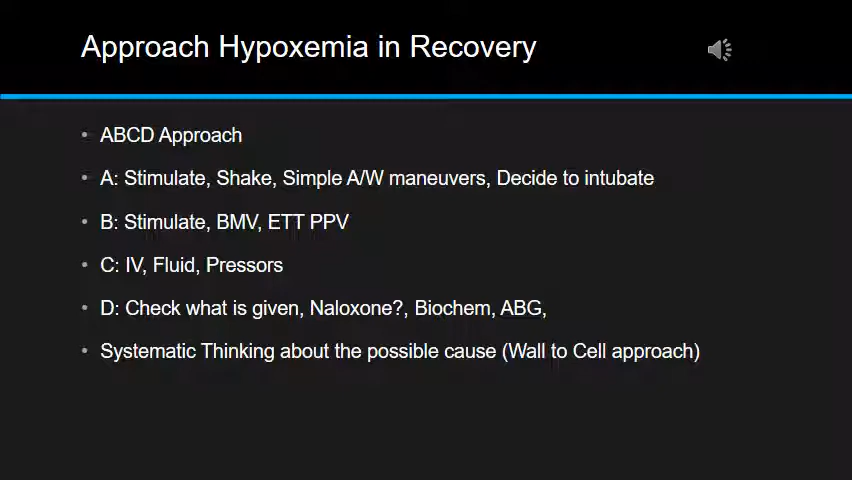 Approach Hypoxemia in Recovery
• ABCD Approach
• A: Stimulate, Shake, Simple A/W maneuvers, Decide to intubate
• B: Stimulate, BMV, ETT PPV
• C: IV, Fluid, Pressors
• D: Check what is given, Naloxone?, Biochem, ABG,
• Systematic Thinking about the possible cause (Wall to Cell approach)